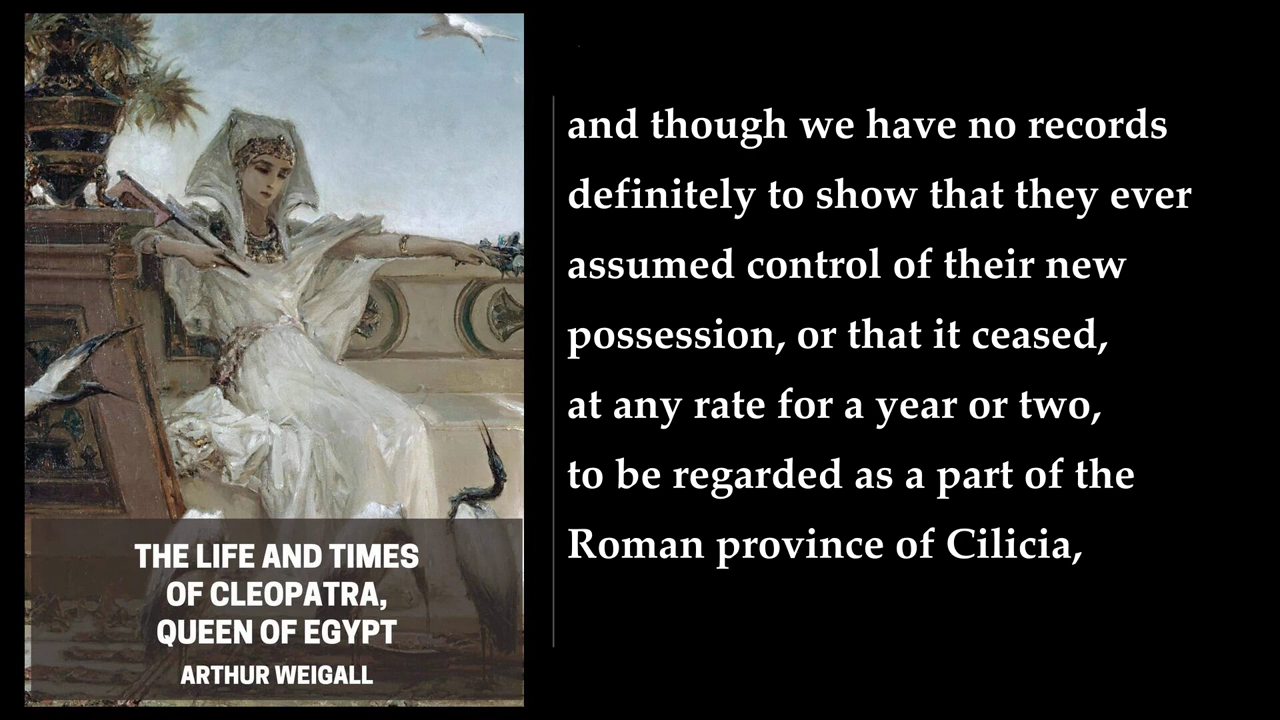 THE LIFE AND TIMES
OF CLEOPATRA,
QUEEN OF EGYPT
ARTHUR WEIGALL
and though we have no records
definitely to show that they ever
assumed control of their new
possession, or that it ceased,
at any rate for a year or two,
to be regarded as a part of the
Roman province of Cilicia,